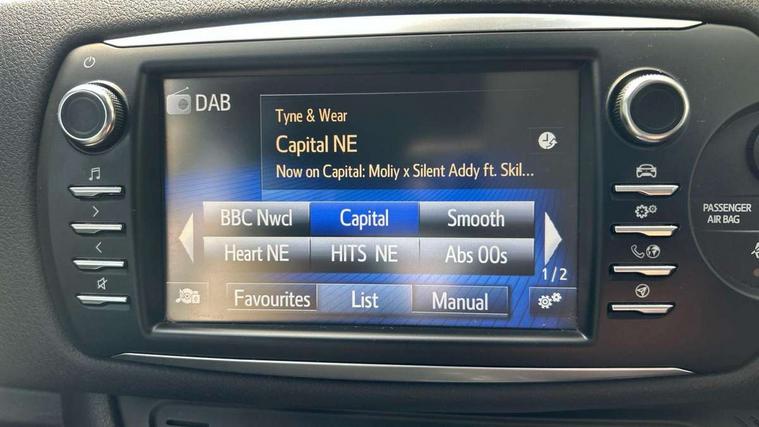 DAB
Tyne & Wear
Capital NE
Now on Capital: Moliy x Silent Addy ft. Skil...
BBC Nwcl Capital Smooth
Heart NE HITS NE Abs 00s
1/2
Favourites List Manual
PASSENGER
AIR BAG